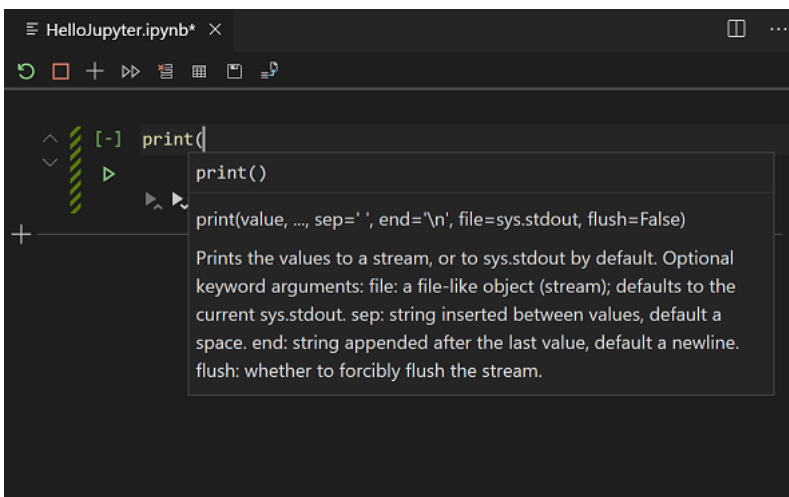 HelloJupyter.ipynb*
[-] print(
print()
print(value, ..., sep=' ', end='\n', file=sys.stdout, flush=False)
Prints the values to a stream, or to sys.stdout by default. Optional
keyword arguments: file: a file-like object (stream); defaults to the
current sys.stdout. sep: string inserted between values, default a
space. end: string appended after the last value, default a newline.
flush: whether to forcibly flush the stream.